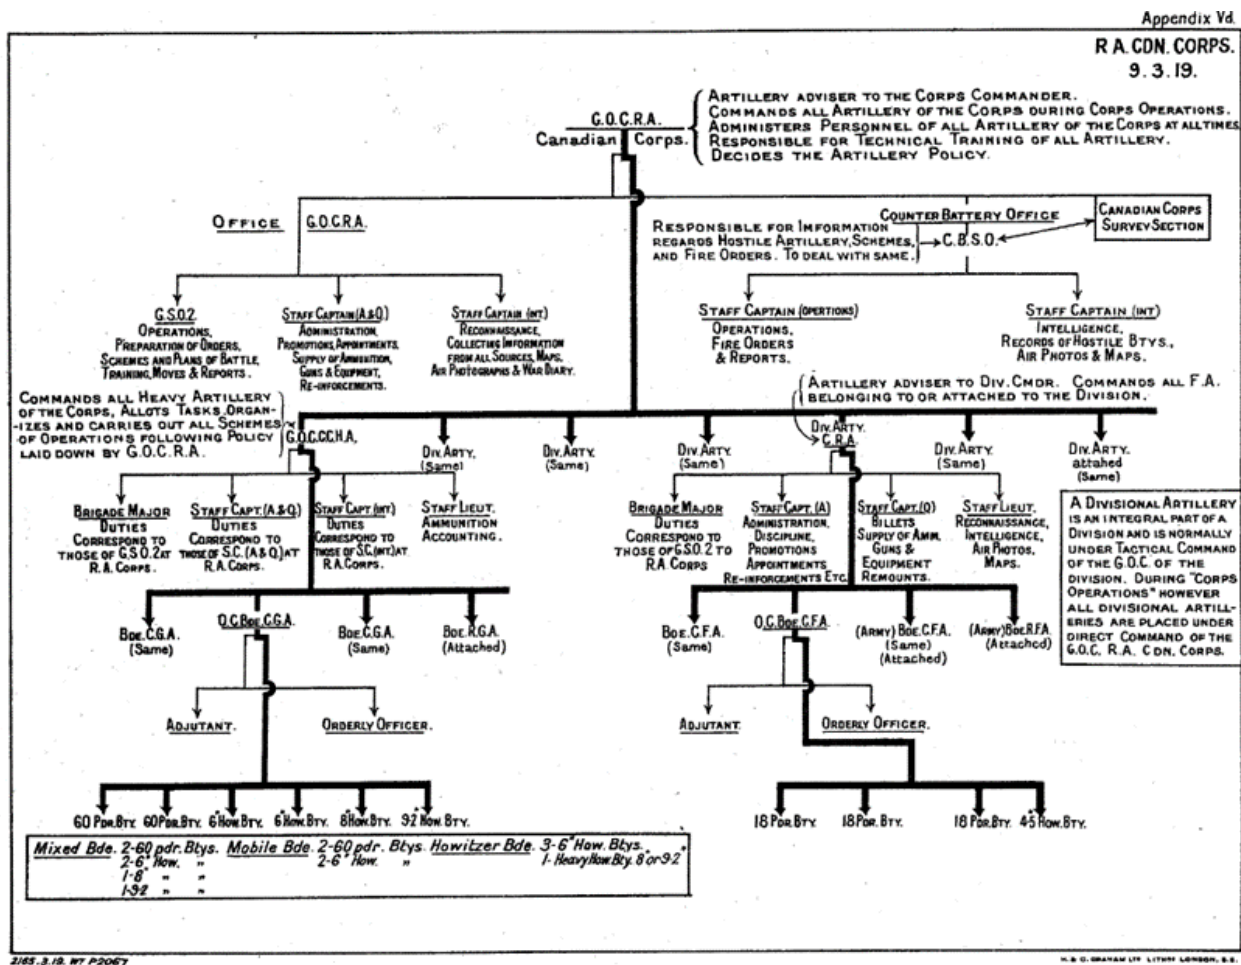 Appendix Vd.
R A. CDN. CORPS.
9. 3. 19.
G.O.C.R.A.
Canadian Corps.
ARTILLERY ADVISER TO THE CORPS COMMANDER.
COMMANDS ALL ARTILLERY OF THE CORPS DURING CORPS OPERATIONS.
ADMINISTERS PERSONNEL OF ALL ARTILLERY OF THE CORPS AT ALL TIMES
RESPONSIBLE FOR TECHNICAL TRAINING OF ALL ARTILLERY.
DECIDES THE ARTILLERY POLICY.
OFFICE G.O.C.R.A.
COUNTER BATTERY OFFICE
C.B.S.O.
CANADIAN CORPS
SURVEY SECTION
RESPONSIBLE FOR IMFORMATION
REGARDS HOSTILE ARTILLERY, SCHEMES,
AND FIRE ORDERS. TO DEAL WITH SAME.
G.S.O.2.
OPERATIONS,
PREPARATION OF ORDERS,
SCHEMES AND PLANS OF BATTLE,
TRAINING, MOVES & REPORTS.
STAFF CAPTAIN (A.&Q.)
ADMINISTRATION,
PROMOTIONS, APPOINTMENTS.
SUPPLY OF AMMUNITION,
GUNS & EQUIPMENT,
RE-INFORCEMENTS.
STAFF CAPTAIN (INT)
RECONNAISSANCE,
COLLECTING INFORMATION
FROM ALL SOURCES, MAPS,
AIR PHOTOGRAPHS & WAR DIARY.
STAFF CAPTAIN (OPERTIONS)
OPERATIONS,
FIRE ORDERS
& REPORTS.
STAFF CAPTAIN (INT)
INTELLIGENCE,
RECORDS OF HOSTILE BTYS.,
AIR PHOTOS & MAPS.
COMMANDS ALL HEAVY ARTILLERY
OF THE CORPS, ALLOTS TASKS, ORGAN-
-IZES AND CARRIES OUT ALL SCHEMES
OF OPERATIONS FOLLOWING POLICY
LAID DOWN BY G.O.C.R.A.
G.O.C.C.C.H.A.
DIV. ARTY.
(Same)
DIV. ARTY.
(Same)
DIV. ARTY.
(Same)
ARTILLERY ADVISER TO DIV. CMDR. COMMANDS ALL F.A.
BELONGING TO OR ATTACHED TO THE DIVISION.
DIV. ARTY.
C.R.A.
DIV. ARTY.
(Same)
DIV. ARTY.
attahed
(Same)
BRIGADE MAJOR
DUTIES
CORRESPOND TO
THOSE OF G.S.O.2 AT
R.A. CORPS.
STAFF CAPT. (A.&Q.)
DUTIES
CORRESPOND TO
THOSE OF S.C. (A&Q.) AT
R.A. CORPS.
STAFF CAPT. (INT)
DUTIES
CORRESPOND TO
THOSE OF S.C. (INT.) AT
R.A. CORPS.
STAFF LIEUT.
AMMUNITION
ACCOUNTING.
BRIGADE MAJOR
DUTIES
CORRESPOND TO
THOSE OF G.S.O.2 TO
R.A. CORPS
STAFF CAPT. (A)
ADMINISTRATION,
DISCIPLINE,
PROMOTIONS
APPOINTMENTS
RE-INFORCEMENTS ETC.
STAFF CAPT. (Q)
BILLETS
SUPPLY OF AMM.
GUNS &
EQUIPMENT
REMOUNTS.
STAFF LIEUT.
RECONNAISSANCE,
INTELLIGENCE,
AIR PHOTOS,
MAPS.
A DIVISIONAL ARTILLERY
IS AN INTEGRAL PART OF A
DIVISION AND IS NORMALLY
UNDER TACTICAL COMMAND
OF THE G.O.C. OF THE
DIVISION. DURING "CORPS
OPERATIONS" HOWEVER
ALL DIVISIONAL ARTILL-
ERIES ARE PLACED UNDER
DIRECT COMMAND OF THE
G.O.C. R.A. CDN. CORPS.
BDE. C.G.A.
(Same)
O.C. BDE. C.G.A.
BDE. C.G.A.
(Same)
BDE. R.G.A.
(Attached)
BDE. C.F.A.
(Same)
O.C. BDE. C.F.A.
(ARMY) BDE. C.F.A.
(Same)
(Attached)
(ARMY) BDE. R.F.A.
(Attached)
ADJUTANT.
ORDERLY OFFICER.
ADJUTANT.
ORDERLY OFFICER.
60 PDR. BTY. 60 PDR. BTY. 6" HOW. BTY. 6" HOW. BTY. 8" HOW. BTY. 9·2" HOW. BTY.
18 PDR. BTY. 18 PDR. BTY. 18 PDR. BTY. 4·5 HOW. BTY.
Mixed Bde. 2-60 pdr. Btys. Mobile Bde. 2-60 pdr. Btys. Howitzer Bde. 3-6" How. Btys.
2-6" How. " 2-6" How. " 1- Heavy How. Bty. 8" or 9·2"
1-8" " "
1-9·2 " "
2165.3.19. WT P2067
H. & C. GRAHAM LTD. LITHRS LONDON, S.E.